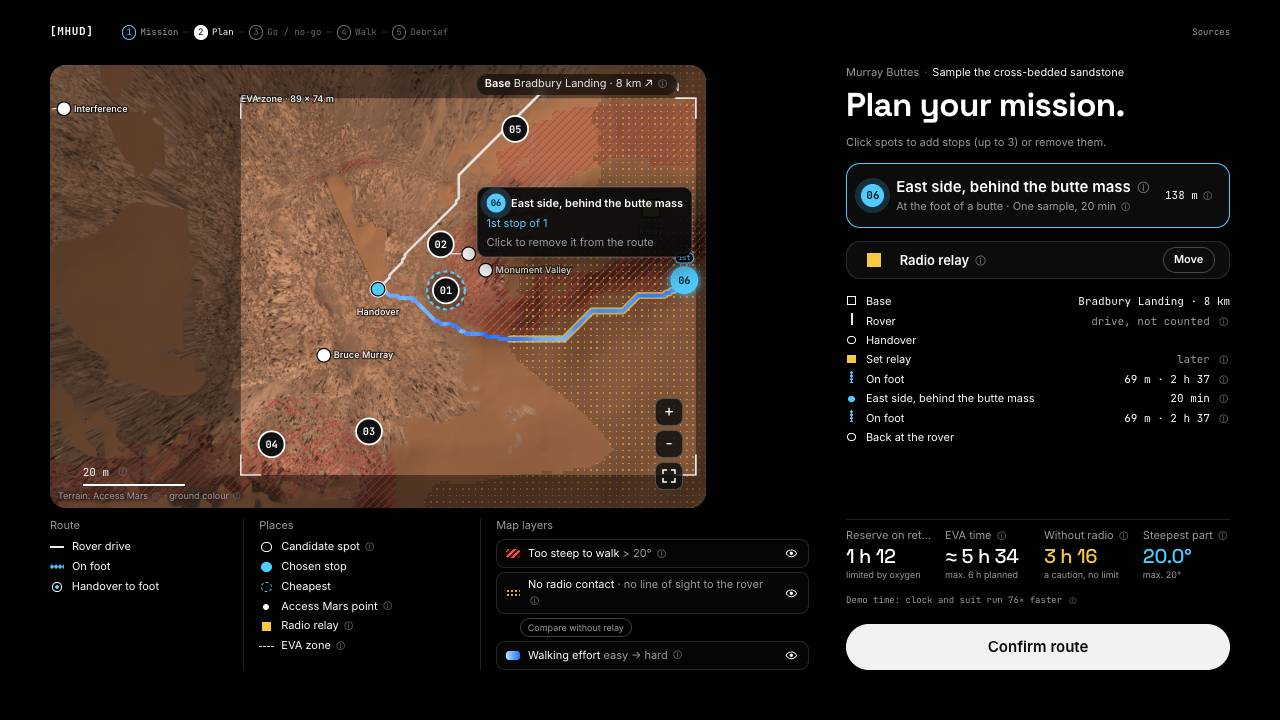 [MHUD] 1 Mission – 2 Plan – 3 Go / no-go – 4 Walk – 5 Debrief Sources
Base Bradbury Landing · 8 km ↗
EVA zone · 89 × 74 m
Interference
05
06 East side, behind the butte mass
1st stop of 1
Click to remove it from the route
02
Monument Valley
1st
06
01
Handover
Bruce Murray
03
04
+
−
20 m
Terrain: Access Mars · ground colour
Route
Rover drive
On foot
Handover to foot
Places
Candidate spot
Chosen stop
Cheapest
Access Mars point
Radio relay
EVA zone
Map layers
Too steep to walk > 20°
No radio contact · no line of sight to the rover
Compare without relay
Walking effort easy → hard
Murray Buttes · Sample the cross-bedded sandstone
Plan your mission.
Click spots to add stops (up to 3) or remove them.
06 East side, behind the butte mass 138 m
At the foot of a butte · One sample, 20 min
Radio relay Move
Base Bradbury Landing · 8 km
Rover drive, not counted
Handover
Set relay later
On foot 69 m · 2 h 37
East side, behind the butte mass 20 min
On foot 69 m · 2 h 37
Back at the rover
Reserve on ret... EVA time Without radio Steepest part
1 h 12 ≈ 5 h 34 3 h 16 20.0°
limited by oxygen max. 6 h planned a caution, no limit max. 20°
Demo time: clock and suit run 76× faster
Confirm route